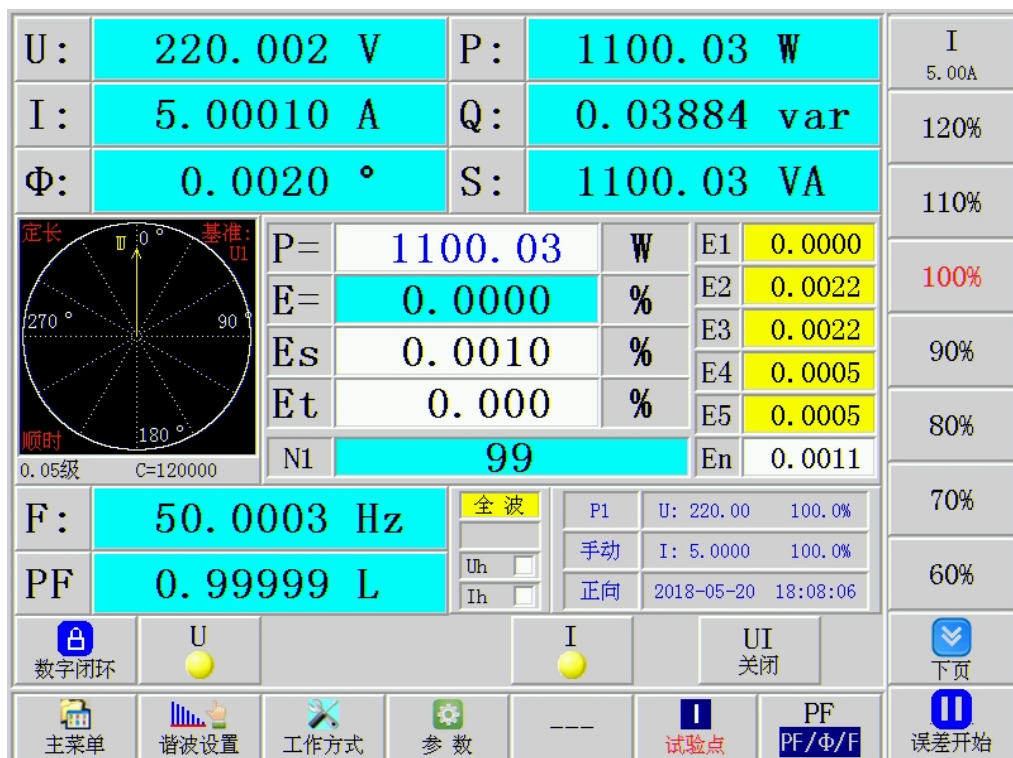 U: 220.002 V P: 1100.03 W
I: 5.00010 A Q: 0.03884 var
Φ: 0.0020 ° S: 1100.03 VA
I
5.00A
120%
110%
100%
90%
80%
70%
60%
下页
误差开始
定长 0° 基准:
U1
270° 90°
顺时 180°
0.05级 C=120000
P= 1100.03 W
E= 0.0000 %
Es 0.0010 %
Et 0.000 %
N1 99
E1 0.0000
E2 0.0022
E3 0.0022
E4 0.0005
E5 0.0005
En 0.0011
F: 50.0003 Hz
PF 0.99999 L
全波
Uh
Ih
P1 U: 220.00 100.0%
手动 I: 5.0000 100.0%
正向 2018-05-20 18:08:06
数字闭环
U
I
UI
关闭
主菜单
谐波设置
工作方式
参数
---
I
试验点
PF
PF/Φ/F